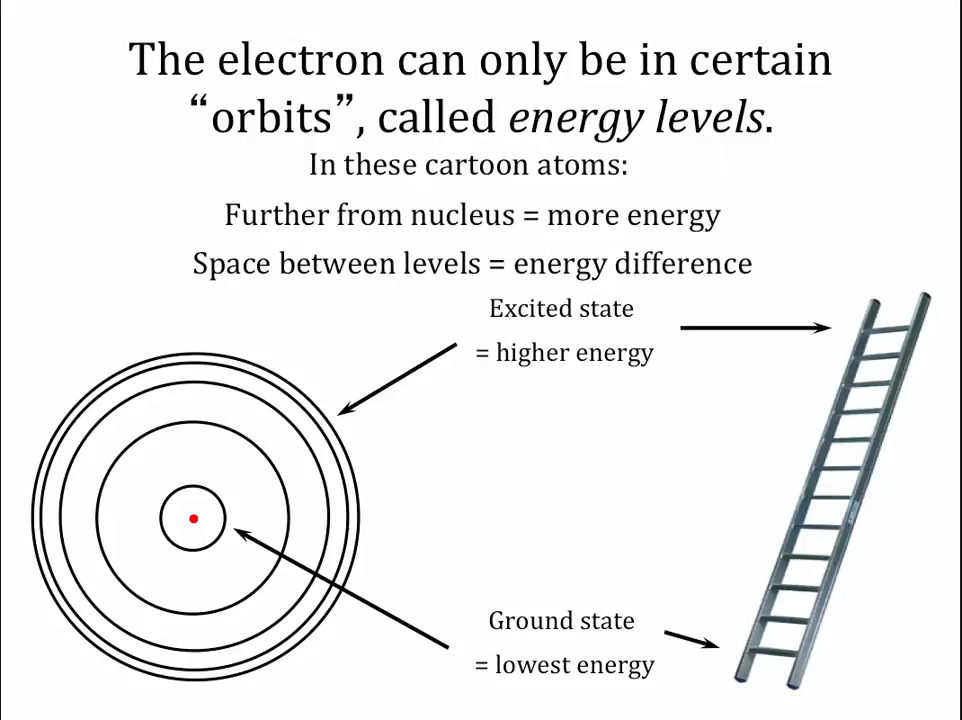 The electron can only be in certain
“orbits”, called energy levels.
In these cartoon atoms:
Further from nucleus = more energy
Space between levels = energy difference
Excited state
= higher energy
Ground state
= lowest energy